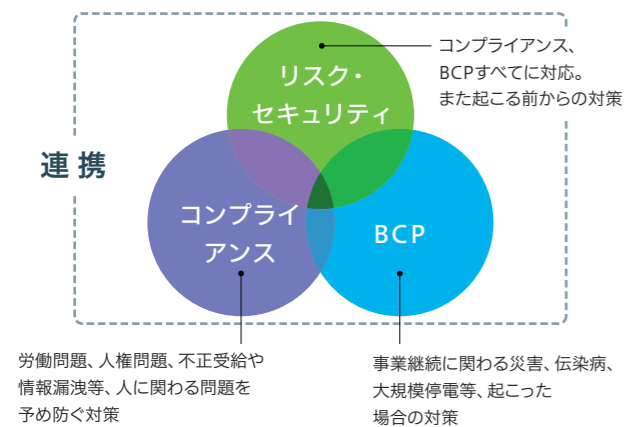 コンプライアンス、
BCPすべてに対応。
また起こる前からの対策
リスク・
セキュリティ
連携
コンプライ
アンス
BCP
労働問題、人権問題、不正受給や
情報漏洩等、人に関わる問題を
予め防ぐ対策
事業継続に関わる災害、伝染病、
大規模停電等、起こった
場合の対策